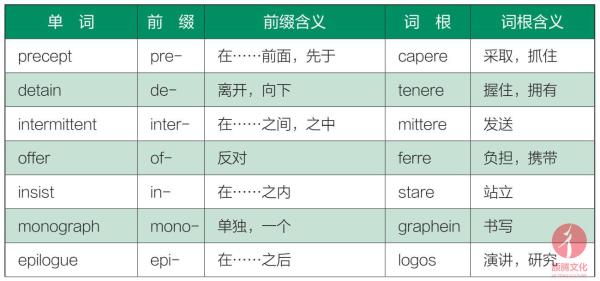 单 词 前 缀 前缀含义 词 根 词根含义
precept pre- 在……前面，先于 capere 采取，抓住
detain de- 离开，向下 tenere 握住，拥有
intermittent inter- 在……之间，之中 mittere 发送
offer of- 反对 ferre 负担，携带
insist in- 在……之内 stare 站立
monograph mono- 单独，一个 graphein 书写
epilogue epi- 在……之后 logos 演讲，研究